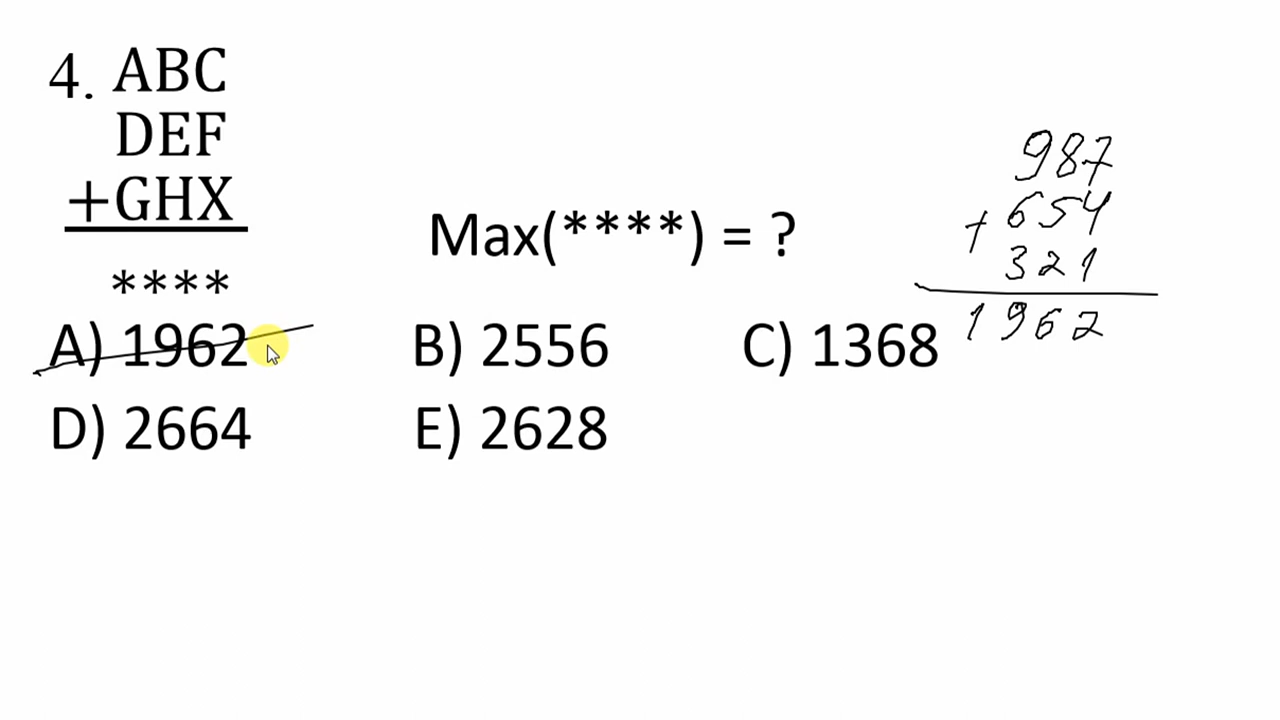 4. ABC
DEF
+GHX
****
Max(****) = ?
A) 1962 B) 2556 C) 1368
D) 2664 E) 2628
987
+ 654
321
1962